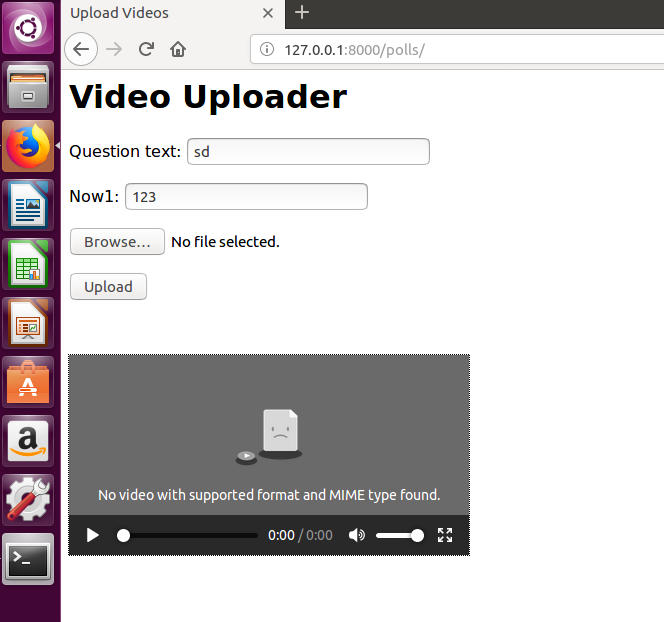 Upload Videos
127.0.0.1:8000/polls/
Video Uploader
Question text: sd
Now1: 123
Browse... No file selected.
Upload
No video with supported format and MIME type found.
0:00 / 0:00